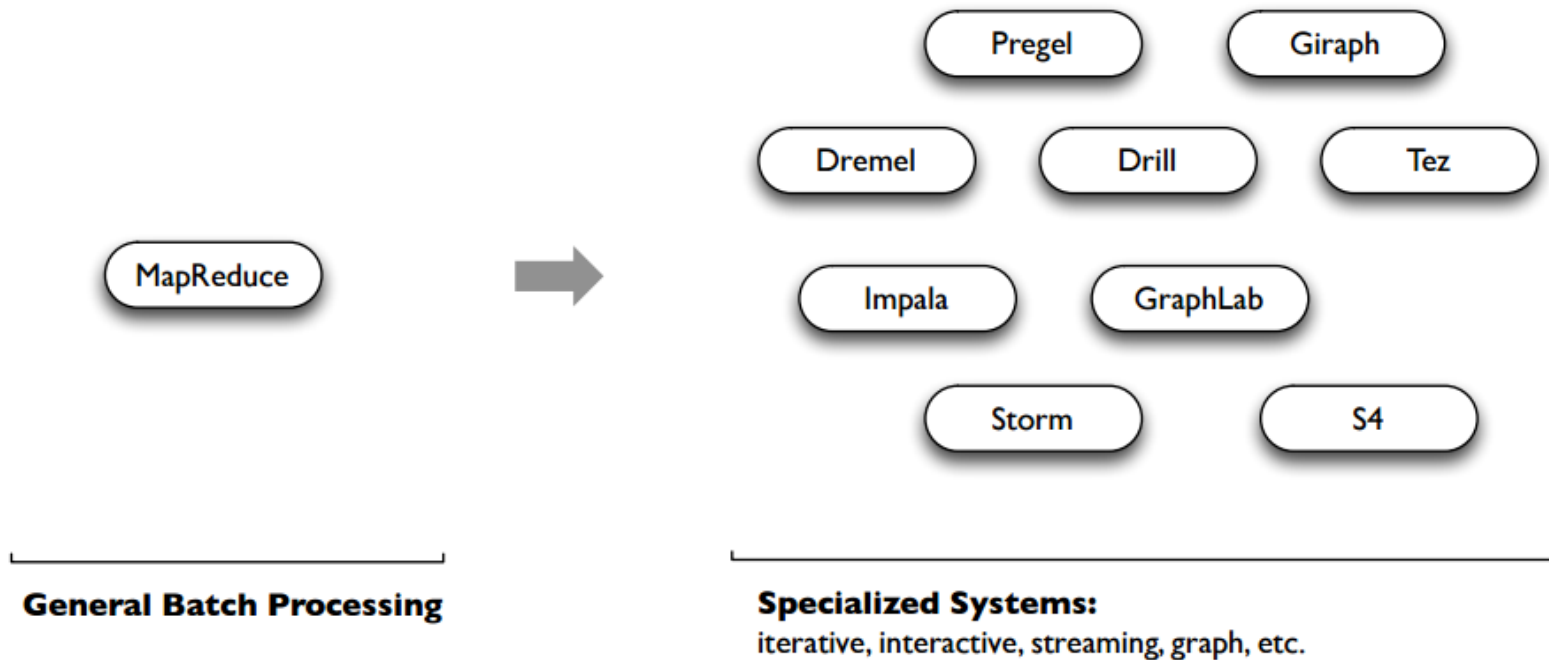 Pregel
Giraph
Dremel
Drill
Tez
MapReduce
Impala
GraphLab
Storm
S4
General Batch Processing
Specialized Systems:
iterative, interactive, streaming, graph, etc.